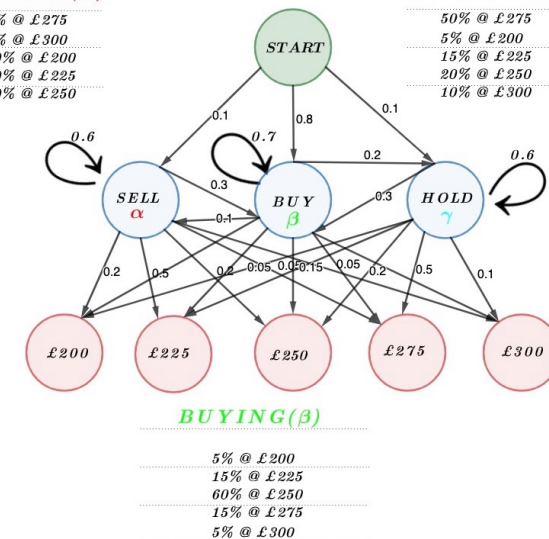 % @ £275
% @ £300
% @ £200
% @ £225
% @ £250
50% @ £275
5% @ £200
15% @ £225
20% @ £250
10% @ £300
START
0.1
0.8
0.1
0.6
0.7
0.2
0.6
0.3
0.3
SELL
α
BUY
β
HOLD
γ
0.1
0.2
0.5
0.2
0.05
0.15
0.05
0.2
0.5
0.1
£200
£225
£250
£275
£300
BUYING(β)
5% @ £200
15% @ £225
60% @ £250
15% @ £275
5% @ £300